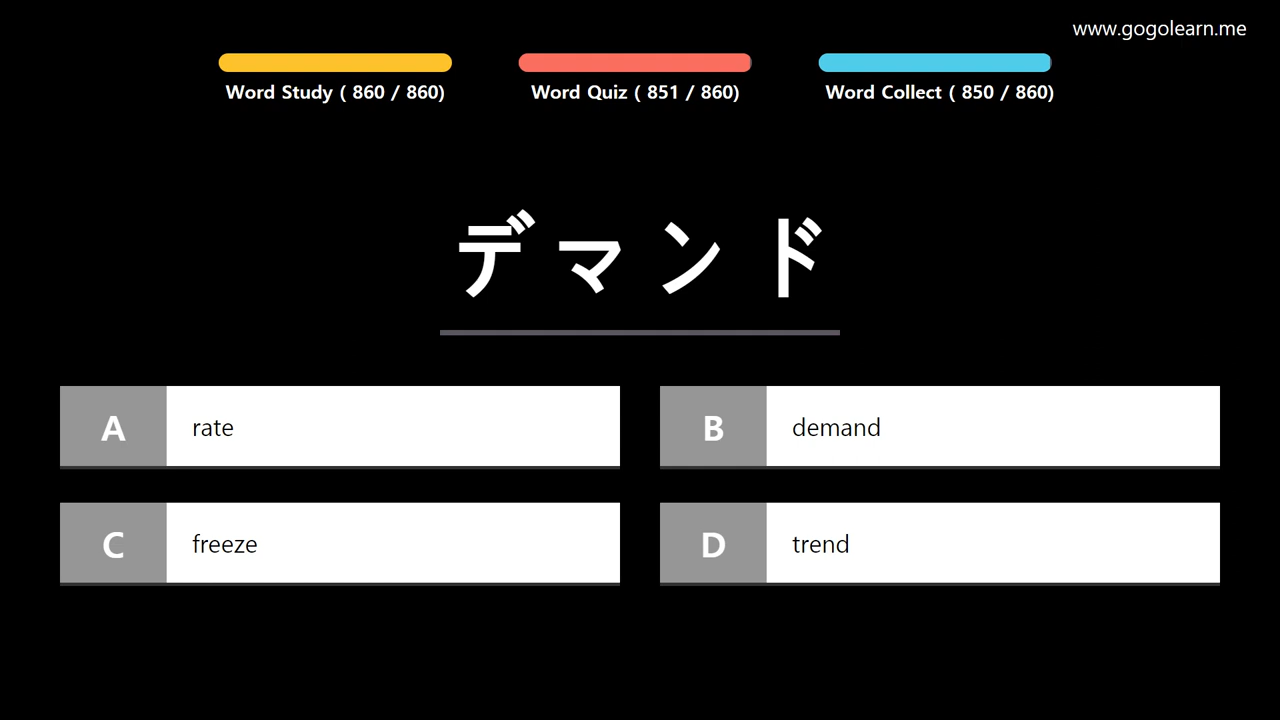 www.gogolearn.me
Word Study ( 860 / 860)
Word Quiz ( 851 / 860)
Word Collect ( 850 / 860)
デマンド
A rate
B demand
C freeze
D trend